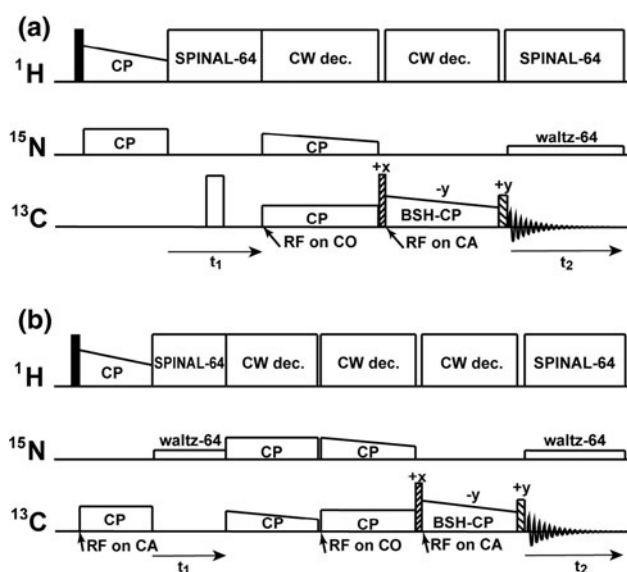 (a)
¹H CP SPINAL-64 CW dec. CW dec. SPINAL-64
¹⁵N CP CP waltz-64
+x -y +y
¹³C CP BSH-CP
RF on CO RF on CA
t₁ t₂
(b)
¹H CP SPINAL-64 CW dec. CW dec. CW dec. SPINAL-64
¹⁵N waltz-64 CP CP waltz-64
+x -y +y
¹³C CP CP CP BSH-CP
RF on CA RF on CO RF on CA
t₁ t₂